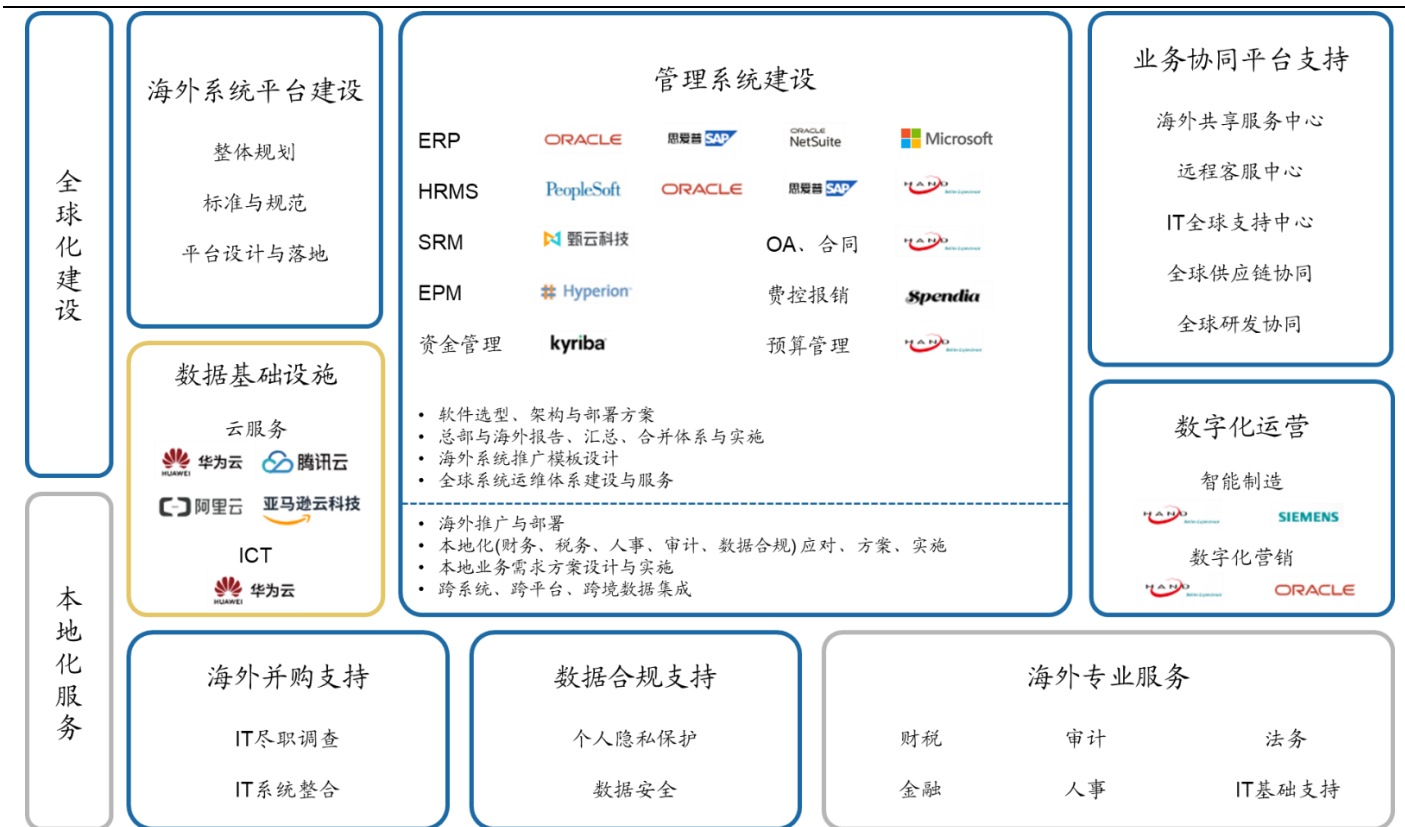 全球化建设
本地化服务
海外系统平台建设
整体规划
标准与规范
平台设计与落地
数据基础设施
云服务
HUAWEI 华为云 腾讯云
阿里云 亚马逊云科技
ICT
HUAWEI 华为云
管理系统建设
ERP ORACLE 思爱普 SAP ORACLE NetSuite Microsoft
HRMS PeopleSoft ORACLE 思爱普 SAP HAND
SRM 甄云科技 OA、合同 HAND
EPM Hyperion 费控报销 Spendia
资金管理 kyriba 预算管理 HAND
• 软件选型、架构与部署方案
• 总部与海外报告、汇总、合并体系与实施
• 海外系统推广模板设计
• 全球系统运维体系建设与服务
• 海外推广与部署
• 本地化(财务、税务、人事、审计、数据合规)应对、方案、实施
• 本地业务需求方案设计与实施
• 跨系统、跨平台、跨境数据集成
业务协同平台支持
海外共享服务中心
远程客服中心
IT全球支持中心
全球供应链协同
全球研发协同
数字化运营
智能制造
HAND SIEMENS
数字化营销
HAND ORACLE
海外并购支持
IT尽职调查
IT系统整合
数据合规支持
个人隐私保护
数据安全
海外专业服务
财税 审计 法务
金融 人事 IT基础支持